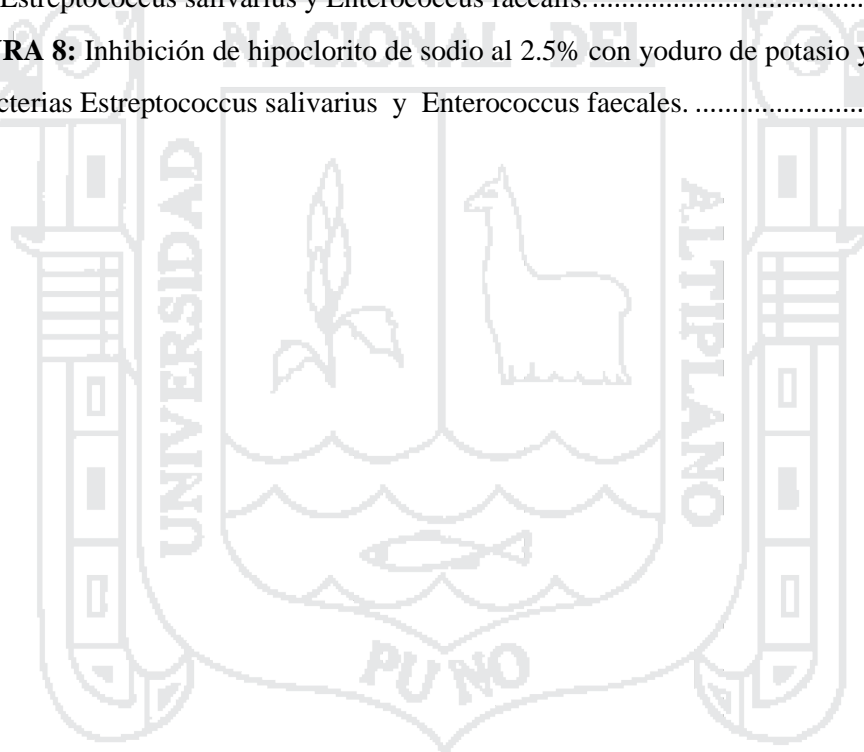 Estreptococcus salivarius y Enterococcus faecalis. ....................................
RA 8: Inhibición de hipoclorito de sodio al 2.5% con yoduro de potasio y
cterias Estreptococcus salivarius y Enterococcus faecales. .......................
NACIONAL DEL
UNIVERSIDAD
ALTIPLANO
PUNO